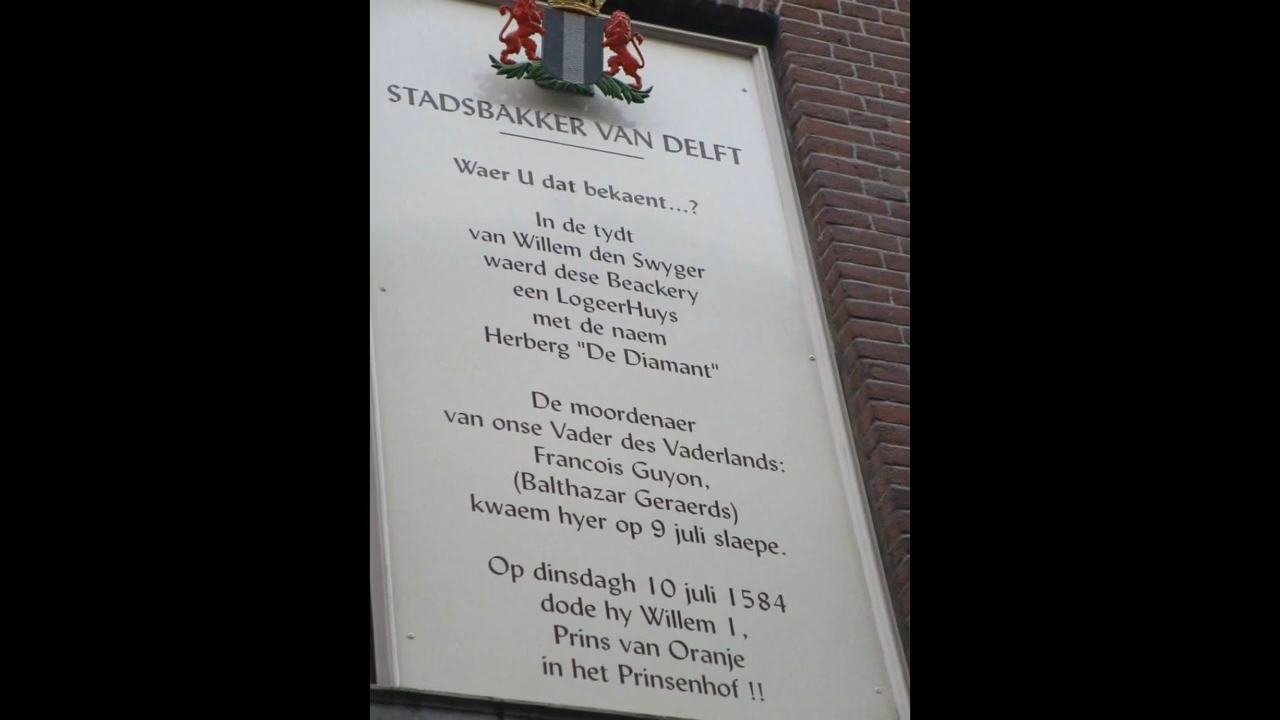 STADSBAKKER VAN DELFT
Waer U dat bekaent...?
In de tydt
van Willem den Swyger
waerd dese Beackery
een LogeerHuys
met de naem
Herberg "De Diamant"
De moordenaer
van onse Vader des Vaderlands:
Francois Guyon,
(Balthazar Geraerds)
kwaem hyer op 9 juli slaepe.
Op dinsdagh 10 juli 1584
dode hy Willem 1,
Prins van Oranje
in het Prinsenhof !!